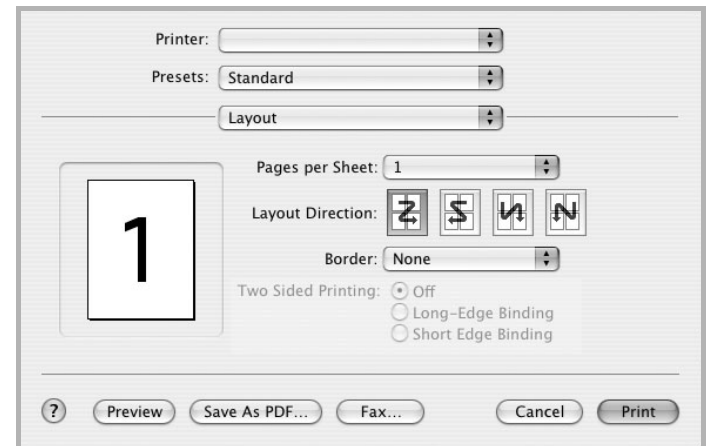 Printer:
Presets: Standard
Layout
Pages per Sheet: 1
Layout Direction:
Border: None
Two Sided Printing: Off
Long-Edge Binding
Short Edge Binding
1
? Preview Save As PDF... Fax... Cancel Print